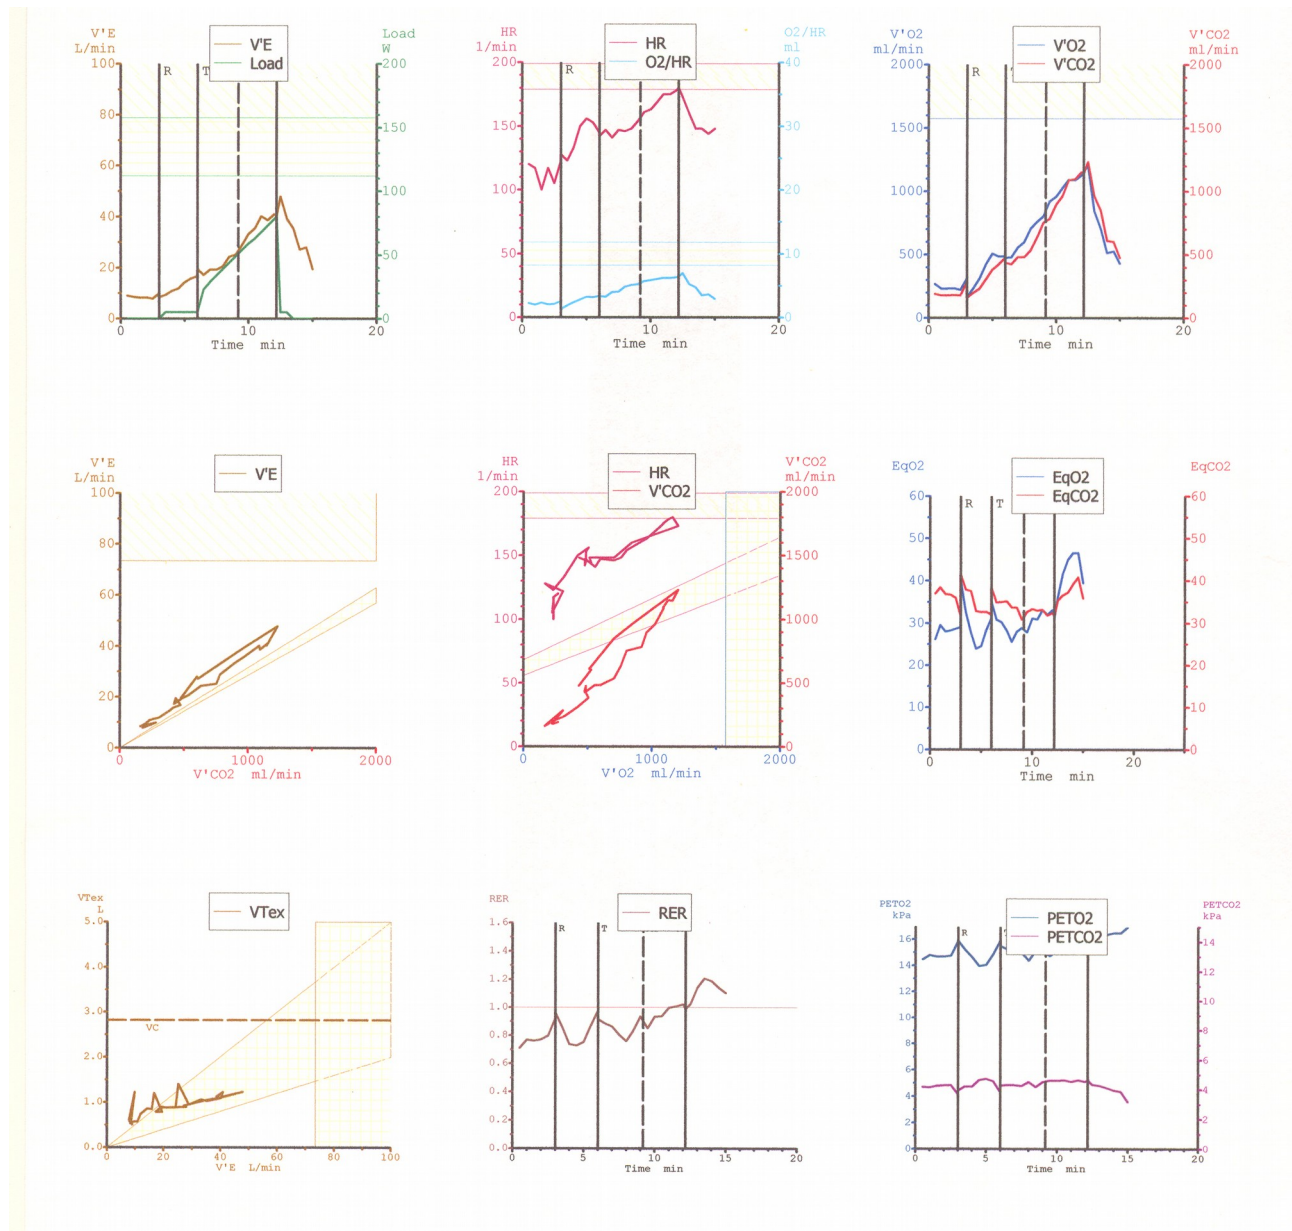 V'E
L/min
V'E
Load
Load
W
100
80
60
40
20
0
R
T
200
150
100
50
0
0
10
20
Time min
HR
1/min
HR
O2/HR
O2/HR
ml
200
150
100
50
0
R
40
30
20
10
0
0
10
20
Time min
V'O2
ml/min
V'O2
V'CO2
V'CO2
ml/min
2000
1500
1000
500
0
R
2000
1500
1000
500
0
0
10
20
Time min
V'E
L/min
V'E
100
80
60
40
20
0
0
1000
2000
V'CO2 ml/min
HR
1/min
HR
V'CO2
V'CO2
ml/min
200
150
100
50
0
2000
1500
1000
500
0
0
1000
2000
V'O2 ml/min
EqO2
EqO2
EqCO2
EqCO2
60
50
40
30
20
10
0
R
T
60
50
40
30
20
10
0
0
10
20
Time min
VTex
L
VTex
5.0
4.0
3.0
2.0
1.0
0.0
VC
0
20
40
60
80
100
V'E L/min
RER
RER
1.6
1.4
1.2
1.0
0.8
0.6
0.4
0.2
0.0
R
T
0
5
10
15
20
Time min
PETO2
kPa
PETO2
PETCO2
PETCO2
kPa
16
14
12
10
8
6
4
2
0
R
14
12
10
8
6
4
2
0
0
5
10
15
20
Time min